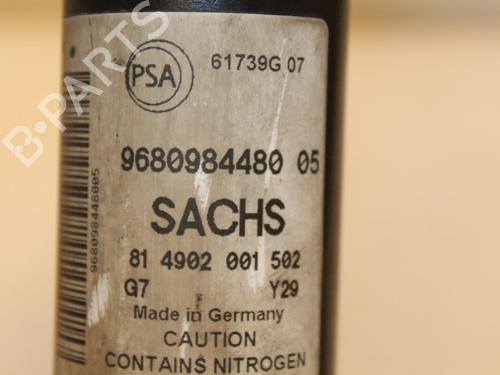 PSA
61739G 07
9680984480 05
SACHS
81 4902 001 502
G7 Y29
Made in Germany
CAUTION
CONTAINS NITROGEN
968098448005
B-PARTS